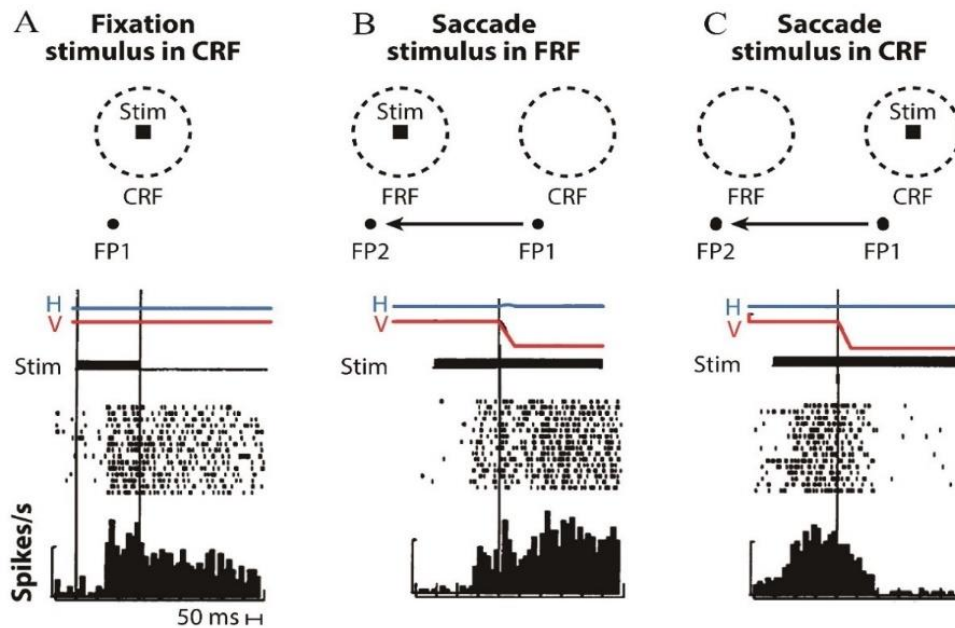 A Fixation
stimulus in CRF
Stim
CRF
FP1
H
V
Stim
Spikes/s
50 ms
B Saccade
stimulus in FRF
Stim
FRF
CRF
FP2
FP1
H
V
Stim
C Saccade
stimulus in CRF
Stim
FRF
CRF
FP2
FP1
H
V
Stim